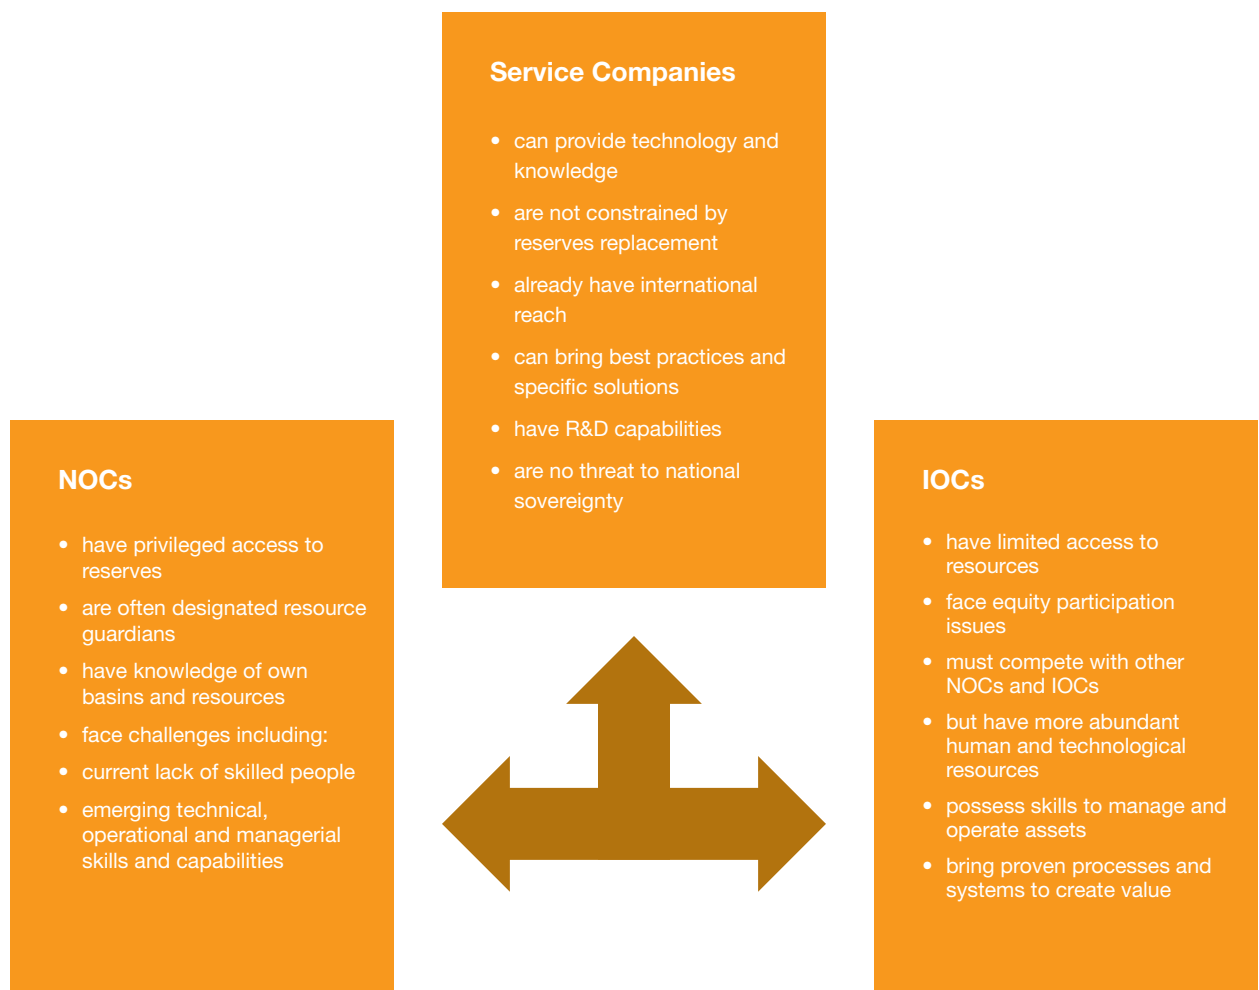 Service Companies
• can provide technology and
knowledge
• are not constrained by
reserves replacement
• already have international
reach
• can bring best practices and
specific solutions
• have R&D capabilities
• are no threat to national
sovereignty
NOCs
• have privileged access to
reserves
• are often designated resource
guardians
• have knowledge of own
basins and resources
• face challenges including:
• current lack of skilled people
• emerging technical,
operational and managerial
skills and capabilities
IOCs
• have limited access to
resources
• face equity participation
issues
• must compete with other
NOCs and IOCs
• but have more abundant
human and technological
resources
• possess skills to manage and
operate assets
• bring proven processes and
systems to create value